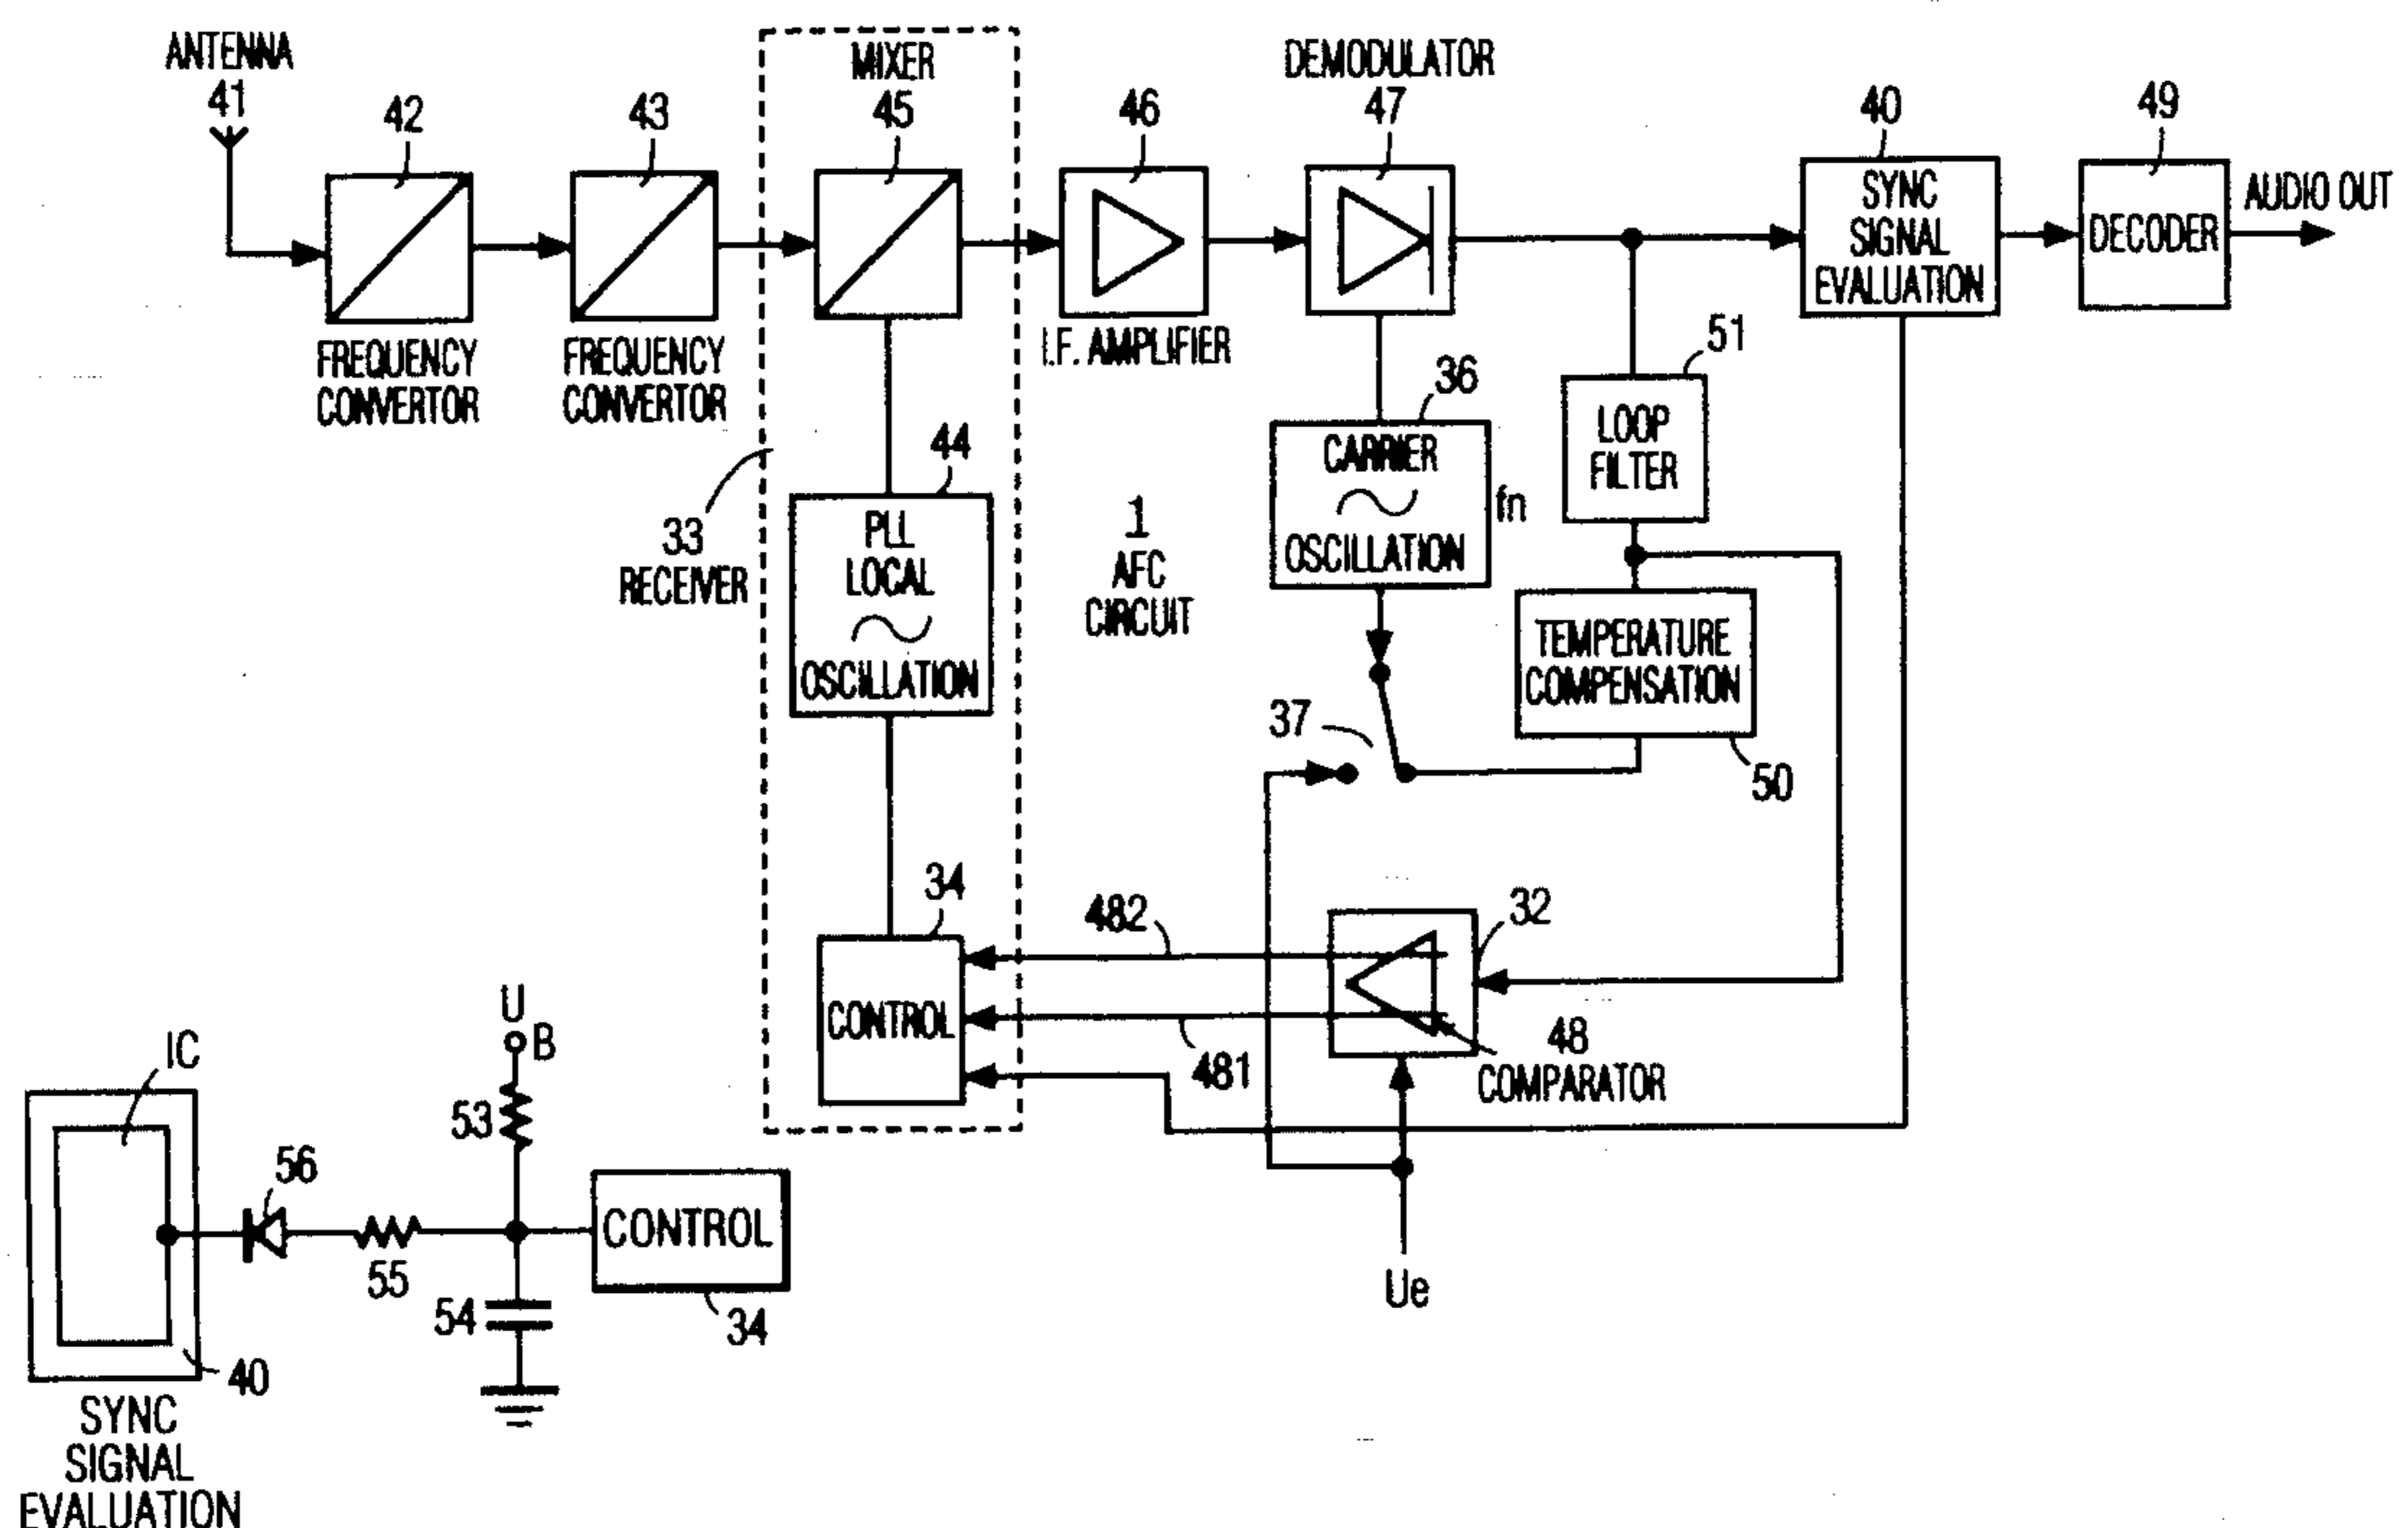 ANTENNA
41
42
FREQUENCY
CONVERTOR
43
FREQUENCY
CONVERTOR
MIXER
45
46
I.F. AMPLIFIER
DEMODULATOR
47
40
SYNC
SIGNAL
EVALUATION
49
DECODER
AUDIO OUT
33
RECEIVER
44
PLL
LOCAL
OSCILLATION
1
AFC
CIRCUIT
36
CARRIER
OSCILLATION
fn
51
LOOP
FILTER
TEMPERATURE
COMPENSATION
50
37
34
CONTROL
482
481
32
48
COMPARATOR
Ue
IC
40
SYNC
SIGNAL
EVALUATION
56
55
U
B
53
54
CONTROL
34